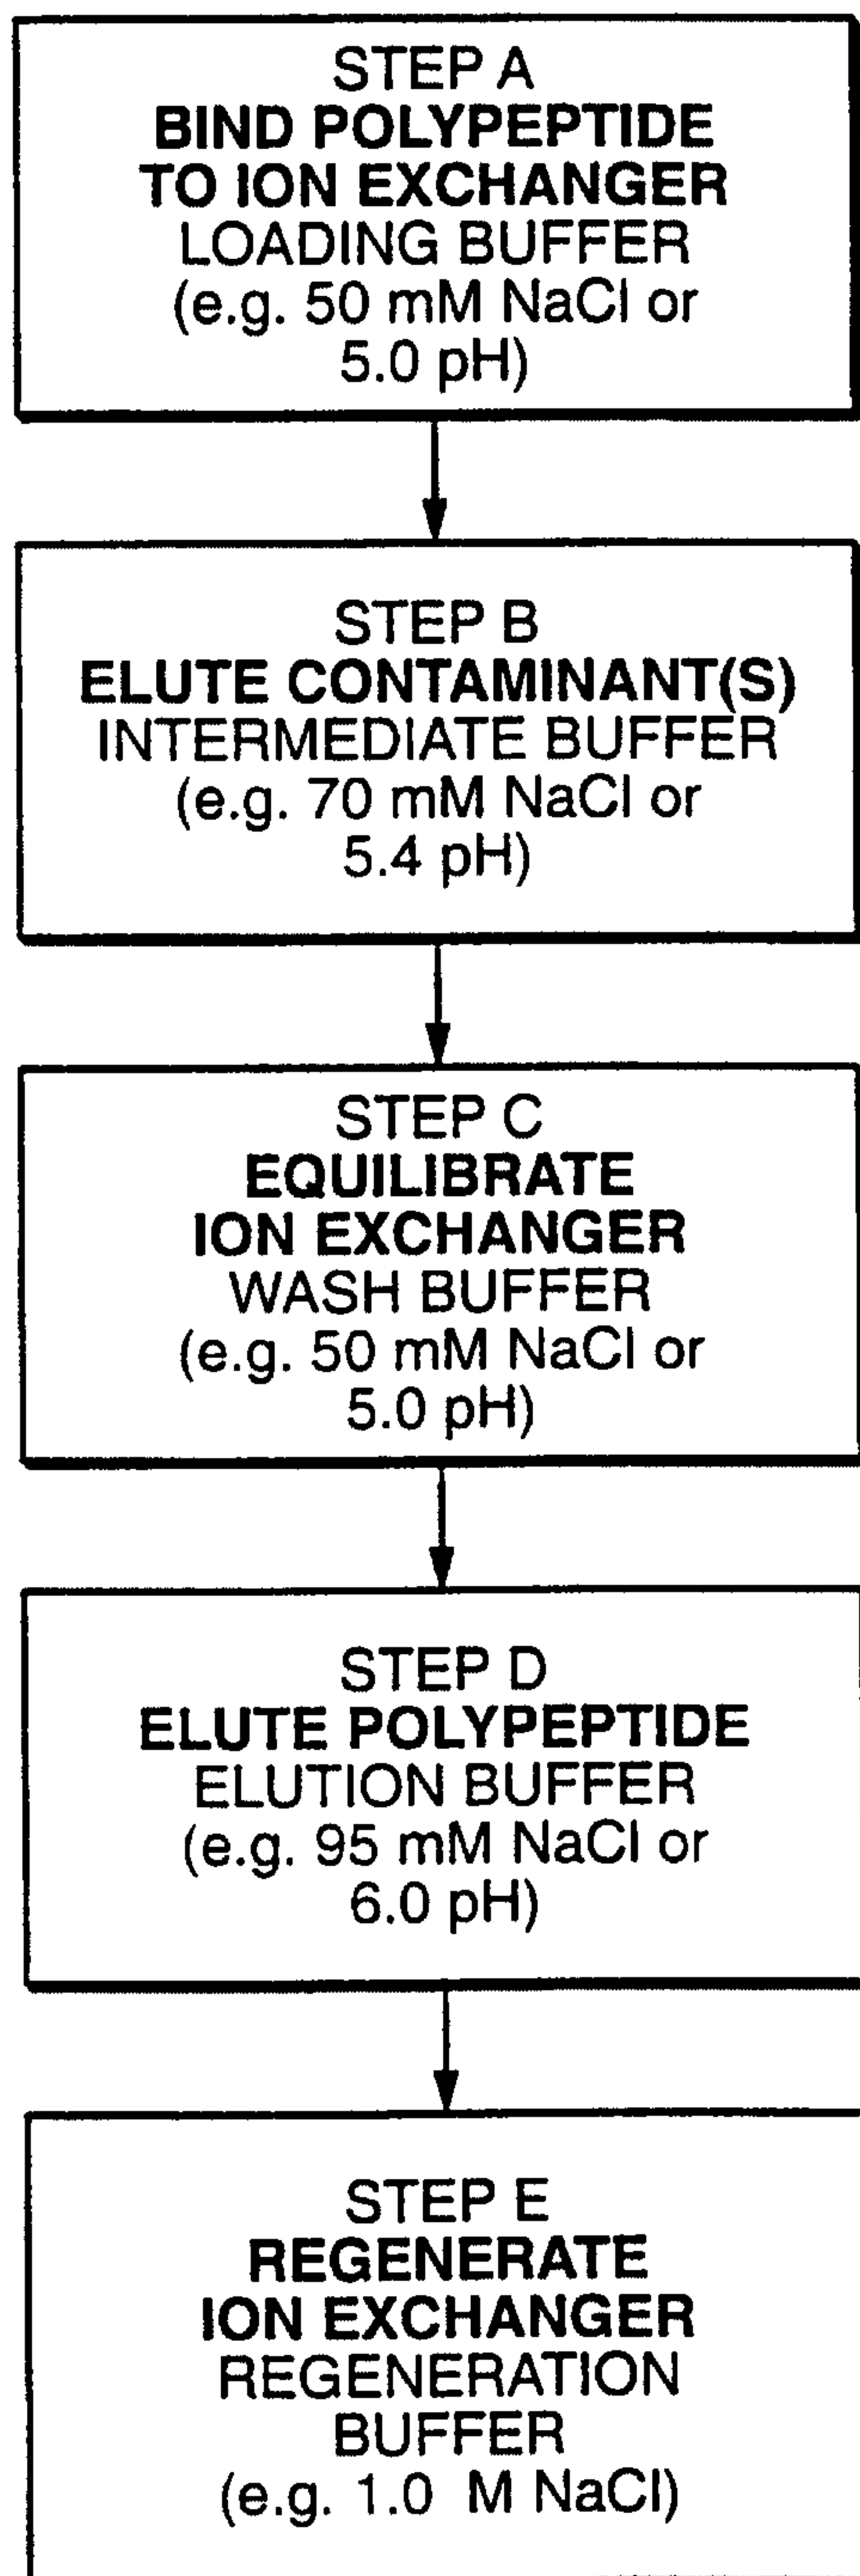 STEP A
BIND POLYPEPTIDE
TO ION EXCHANGER
LOADING BUFFER
(e.g. 50 mM NaCl or
5.0 pH)
STEP B
ELUTE CONTAMINANT(S)
INTERMEDIATE BUFFER
(e.g. 70 mM NaCl or
5.4 pH)
STEP C
EQUILIBRATE
ION EXCHANGER
WASH BUFFER
(e.g. 50 mM NaCl or
5.0 pH)
STEP D
ELUTE POLYPEPTIDE
ELUTION BUFFER
(e.g. 95 mM NaCl or
6.0 pH)
STEP E
REGENERATE
ION EXCHANGER
REGENERATION
BUFFER
(e.g. 1.0 M NaCl)